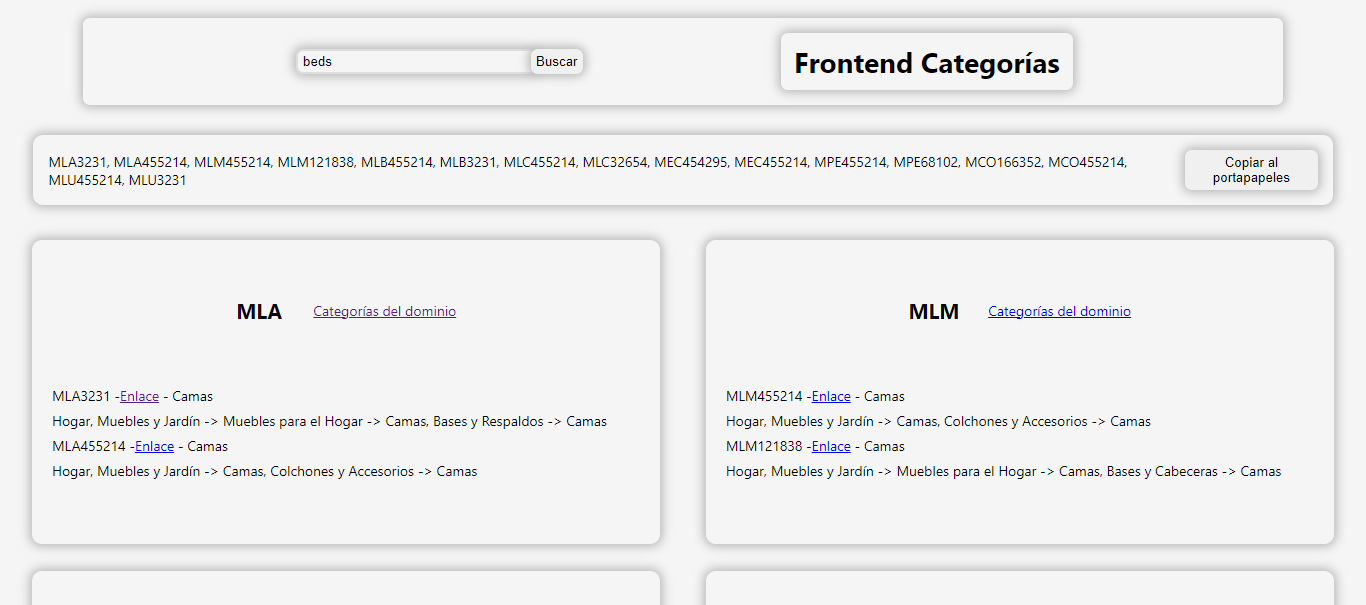 beds
Buscar
Frontend Categorías
MLA3231, MLA455214, MLM455214, MLM121838, MLB455214, MLB3231, MLC455214, MLC32654, MEC454295, MEC455214, MPE455214, MPE68102, MCO166352, MCO455214,
MLU455214, MLU3231
Copiar al
portapapeles
MLA
Categorías del dominio
MLA3231 -Enlace - Camas
Hogar, Muebles y Jardín -> Muebles para el Hogar -> Camas, Bases y Respaldos -> Camas
MLA455214 -Enlace - Camas
Hogar, Muebles y Jardín -> Camas, Colchones y Accesorios -> Camas
MLM
Categorías del dominio
MLM455214 -Enlace - Camas
Hogar, Muebles y Jardín -> Camas, Colchones y Accesorios -> Camas
MLM121838 -Enlace - Camas
Hogar, Muebles y Jardín -> Muebles para el Hogar -> Camas, Bases y Cabeceras -> Camas